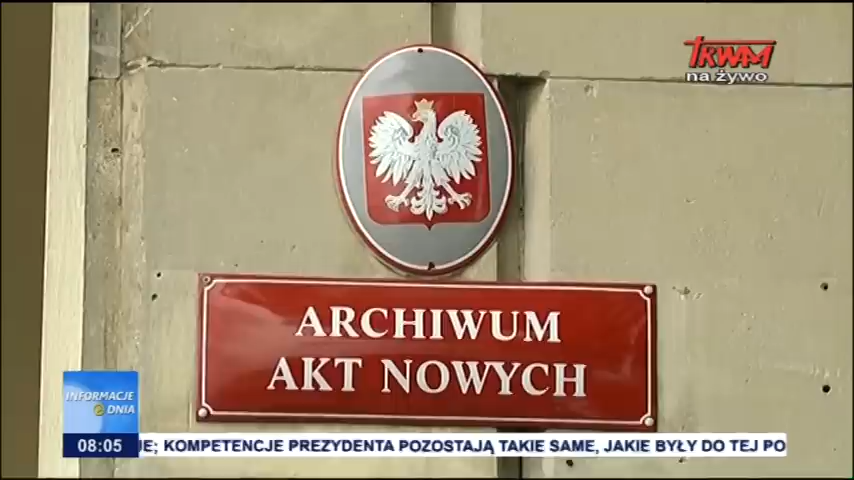 TRWAM
na żywo
ARCHIWUM
AKT NOWYCH
INFORMACJE
DNIA
08:05
JE; KOMPETENCJE PREZYDENTA POZOSTAJĄ TAKIE SAME, JAKIE BYŁY DO TEJ PO